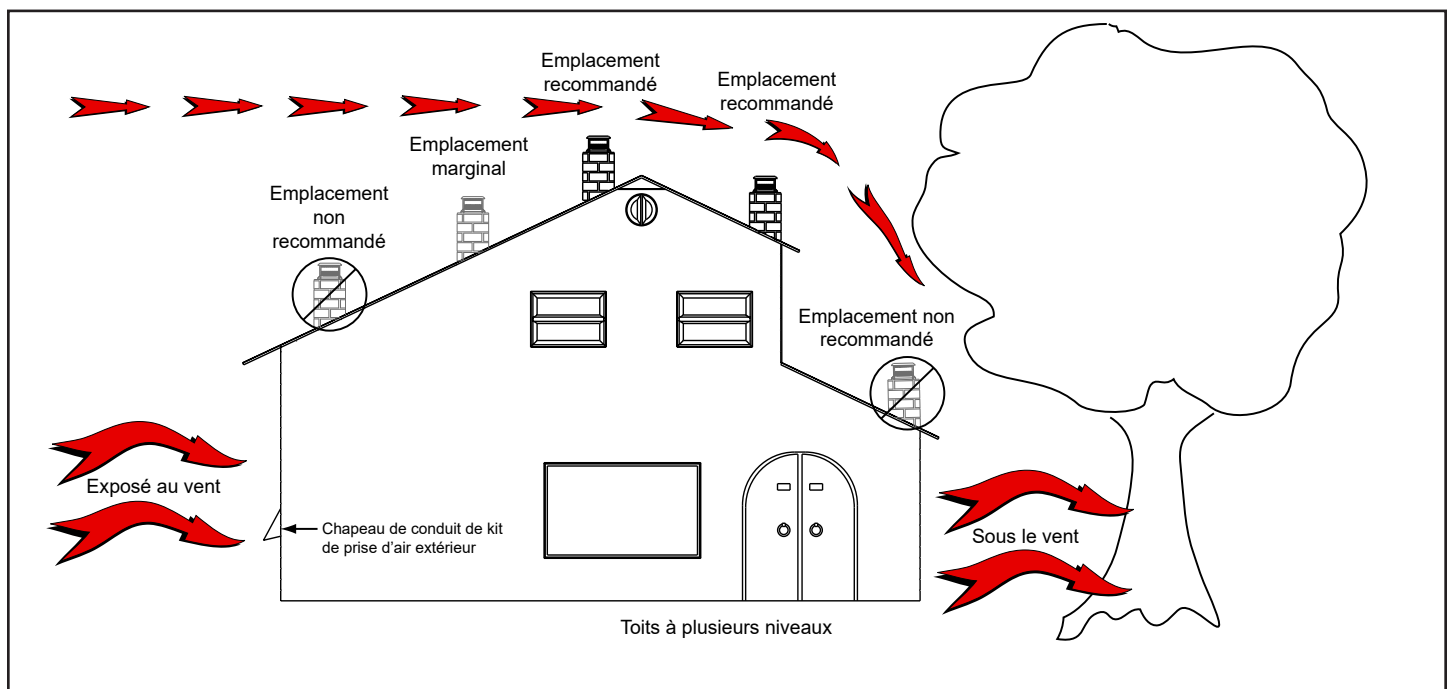 Emplacement
recommandé
Emplacement
recommandé
Emplacement
marginal
Emplacement
non
recommandé
Emplacement non
recommandé
Exposé au vent
Chapeau de conduit de kit
de prise d’air extérieur
Sous le vent
Toits à plusieurs niveaux